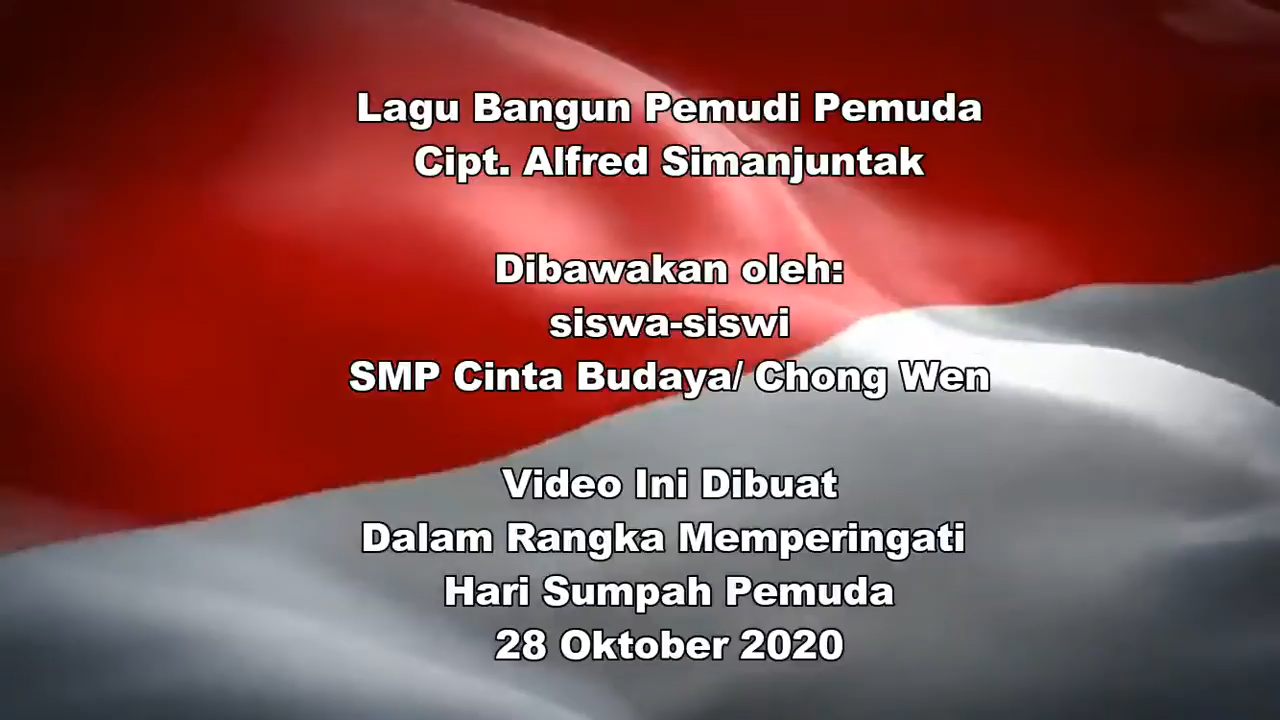 Lagu Bangun Pemudi Pemuda
Cipt. Alfred Simanjuntak
Dibawakan oleh:
siswa-siswi
SMP Cinta Budaya/ Chong Wen
Video Ini Dibuat
Dalam Rangka Memperingati
Hari Sumpah Pemuda
28 Oktober 2020